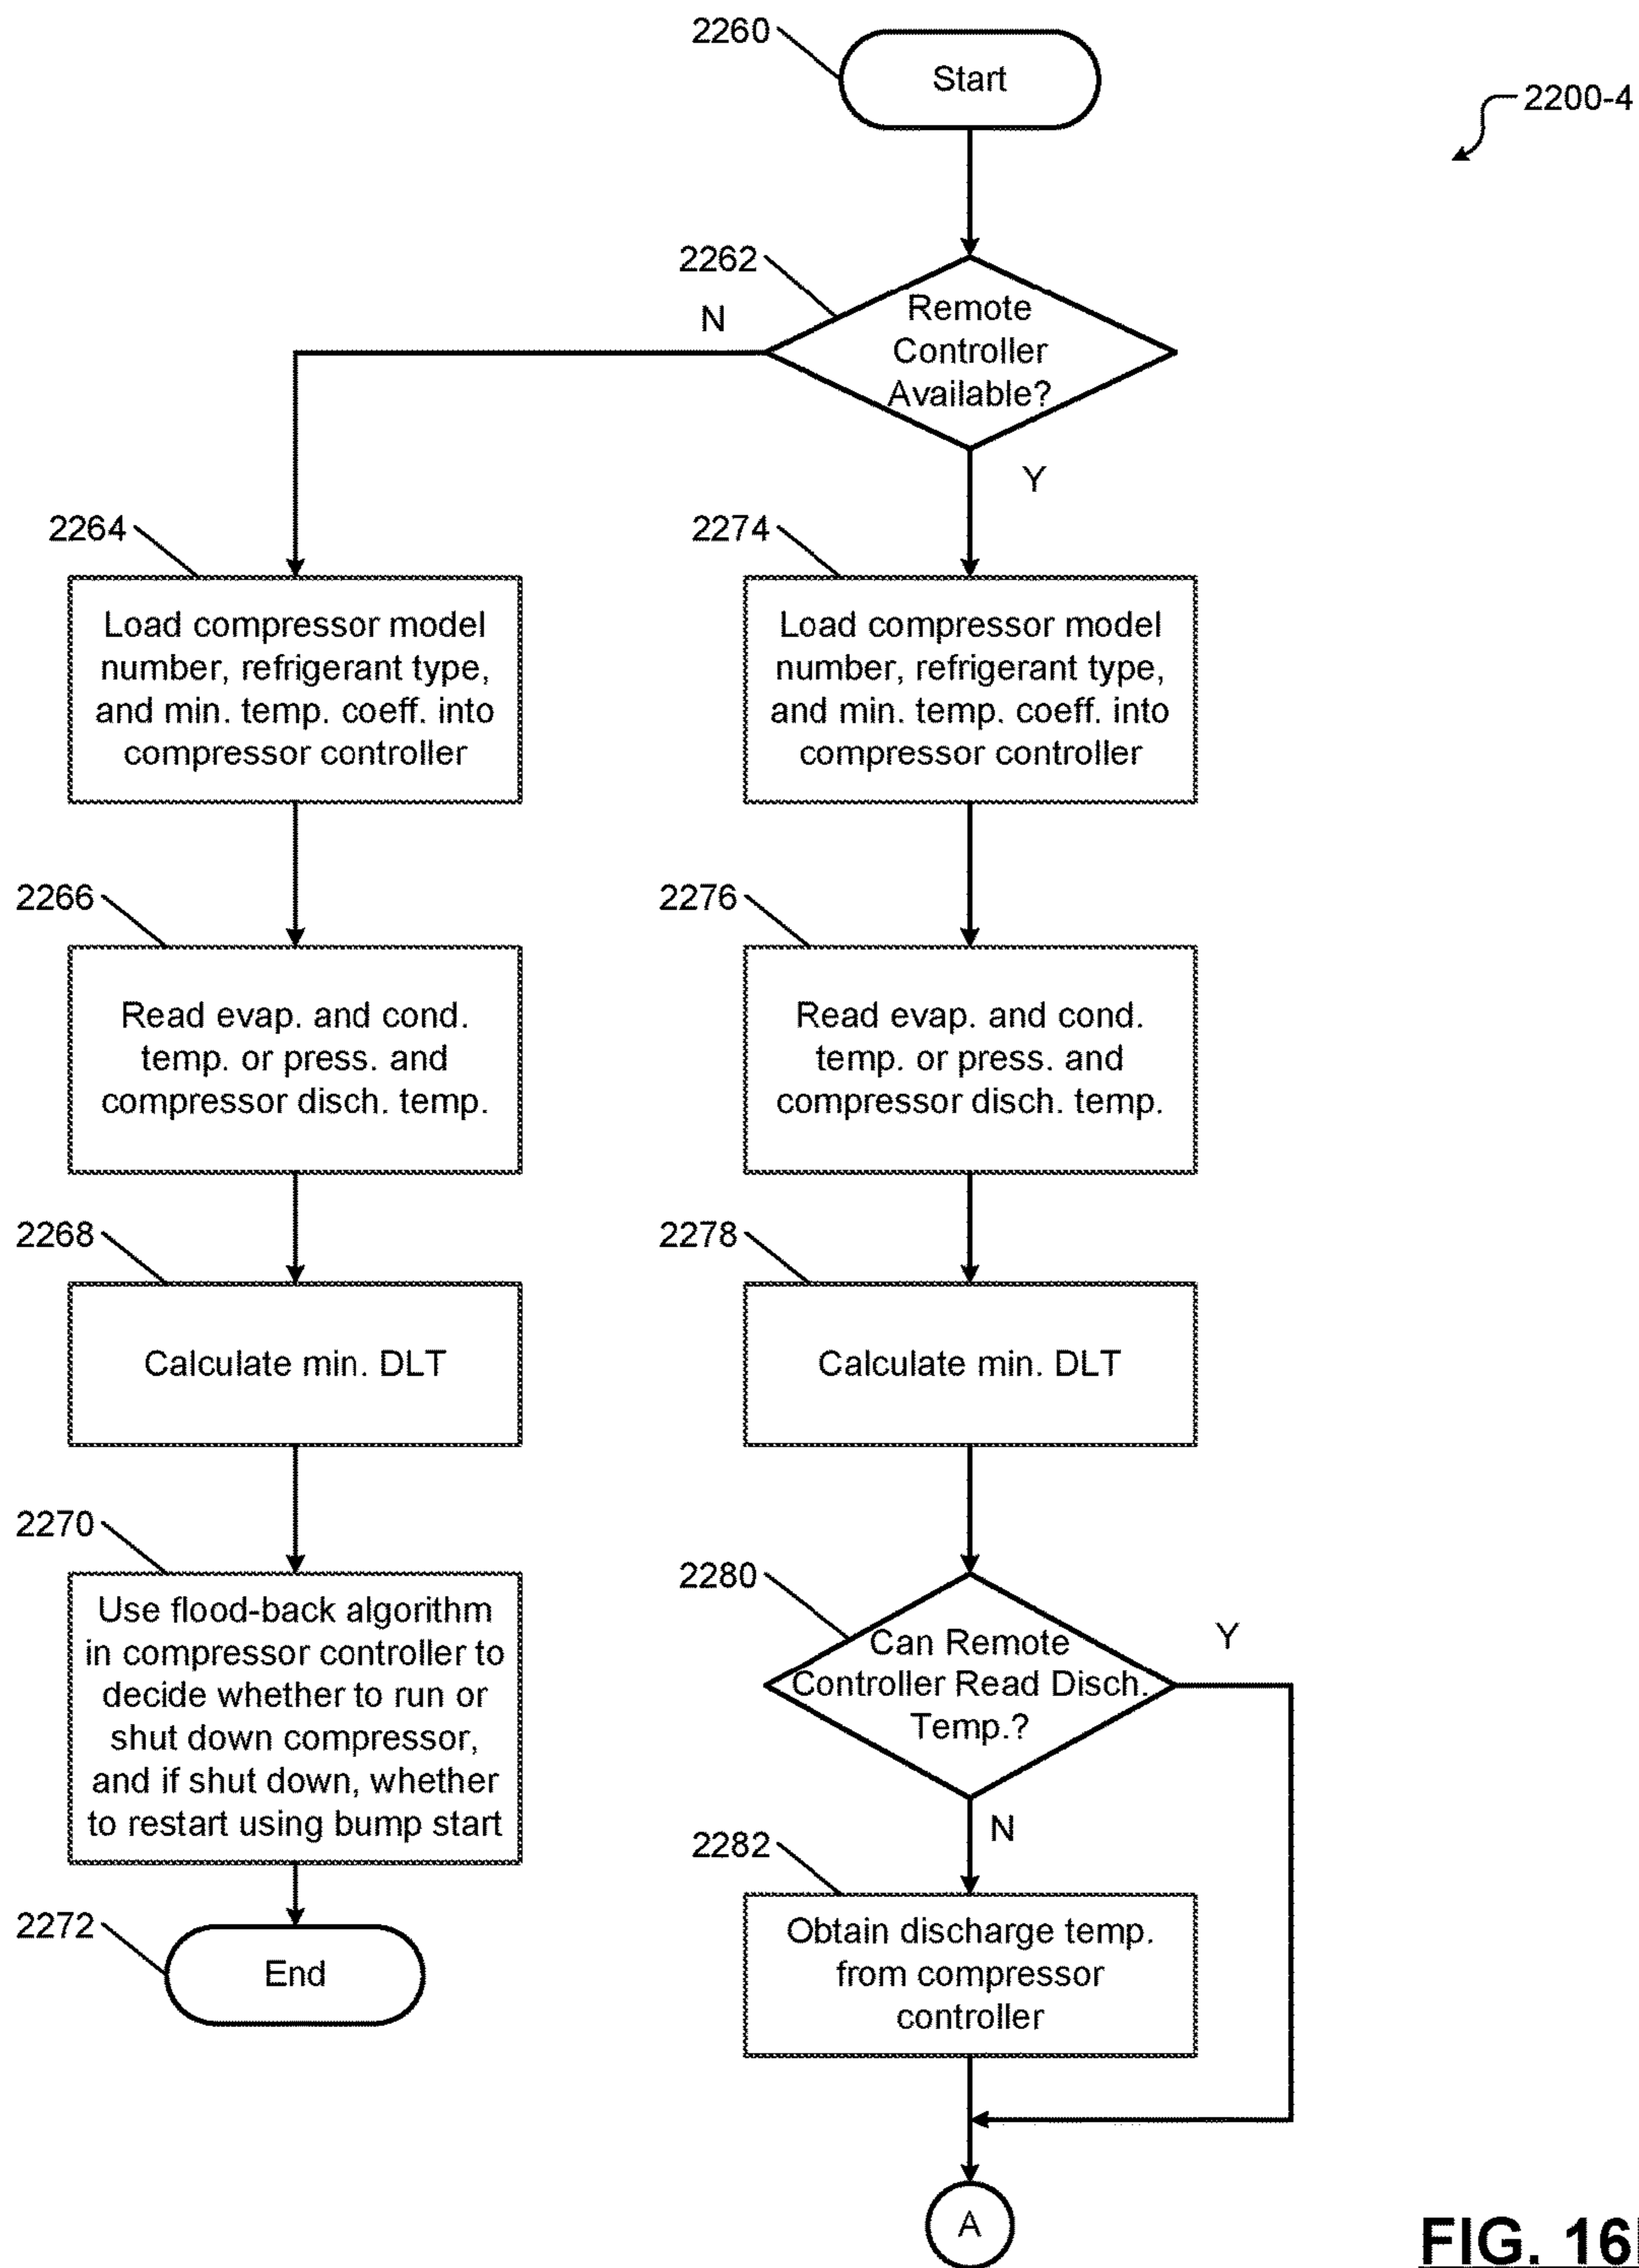 2260
Start
2200-4
2262
Remote
Controller
Available?
N
Y
2264
Load compressor model
number, refrigerant type,
and min. temp. coeff. into
compressor controller
2274
Load compressor model
number, refrigerant type,
and min. temp. coeff. into
compressor controller
2266
Read evap. and cond.
temp. or press. and
compressor disch. temp.
2276
Read evap. and cond.
temp. or press. and
compressor disch. temp.
2268
Calculate min. DLT
2278
Calculate min. DLT
2270
Use flood-back algorithm
in compressor controller to
decide whether to run or
shut down compressor,
and if shut down, whether
to restart using bump start
2280
Can Remote
Controller Read Disch.
Temp.?
Y
N
2272
End
2282
Obtain discharge temp.
from compressor
controller
A
FIG. 16